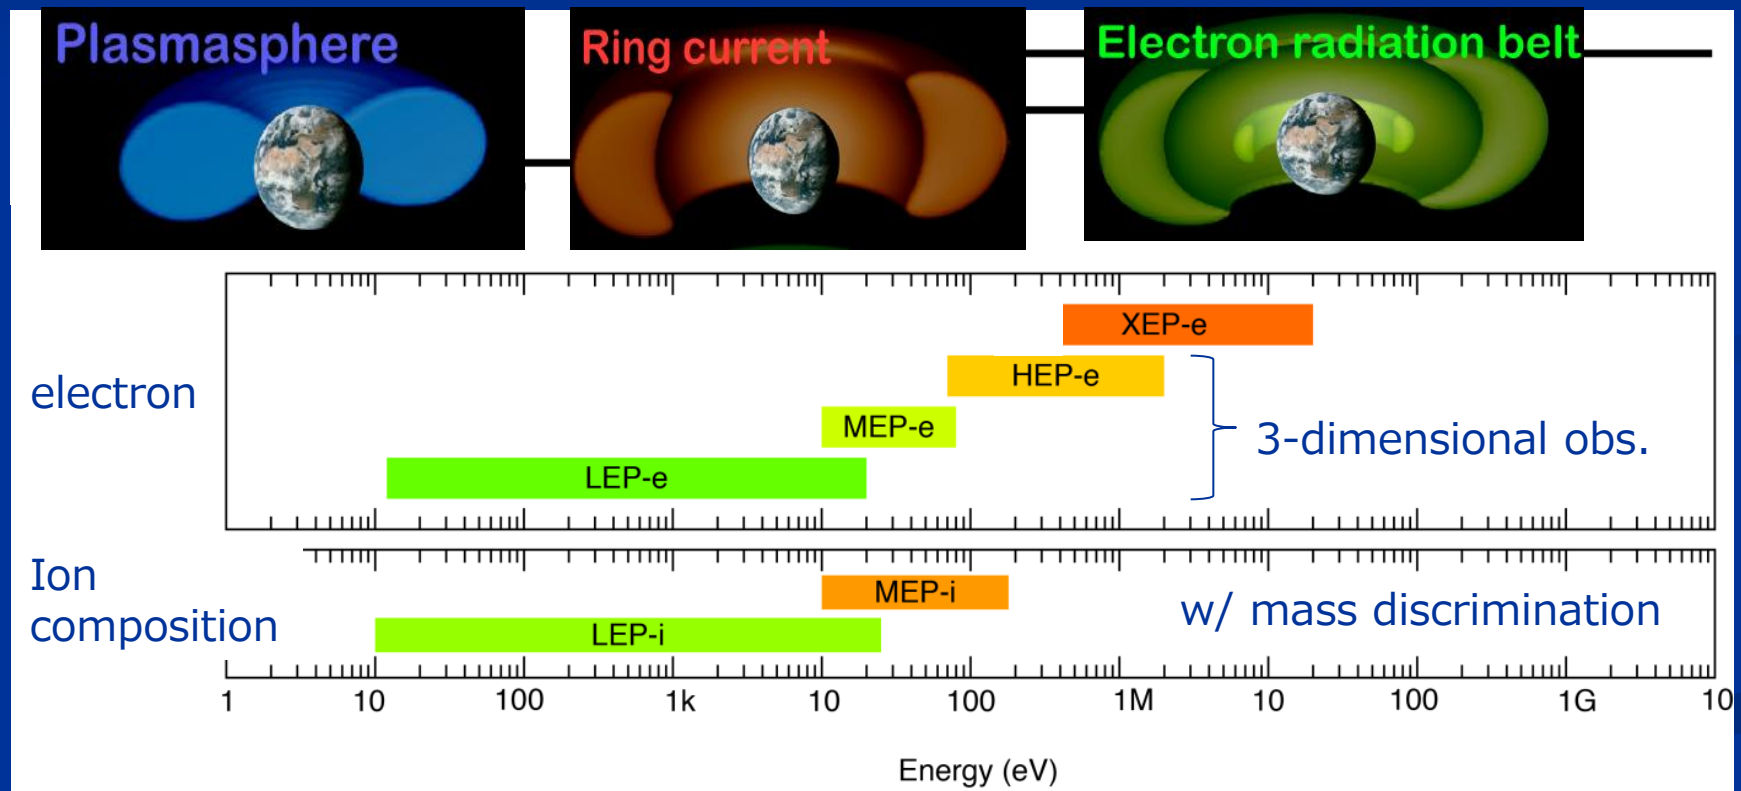 Plasmasphere
Ring current
Electron radiation belt
XEP-e
HEP-e
electron
MEP-e
3-dimensional obs.
LEP-e
Ion
composition
MEP-i
w/ mass discrimination
LEP-i
1 10 100 1k 10 100 1M 10 100 1G 10
Energy (eV)